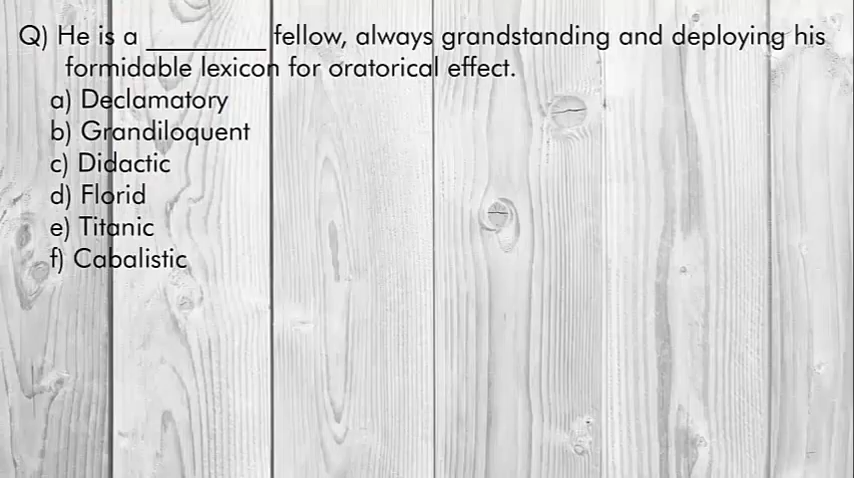 Q) He is a _________ fellow, always grandstanding and deploying his
formidable lexicon for oratorical effect.
a) Declamatory
b) Grandiloquent
c) Didactic
d) Florid
e) Titanic
f) Cabalistic